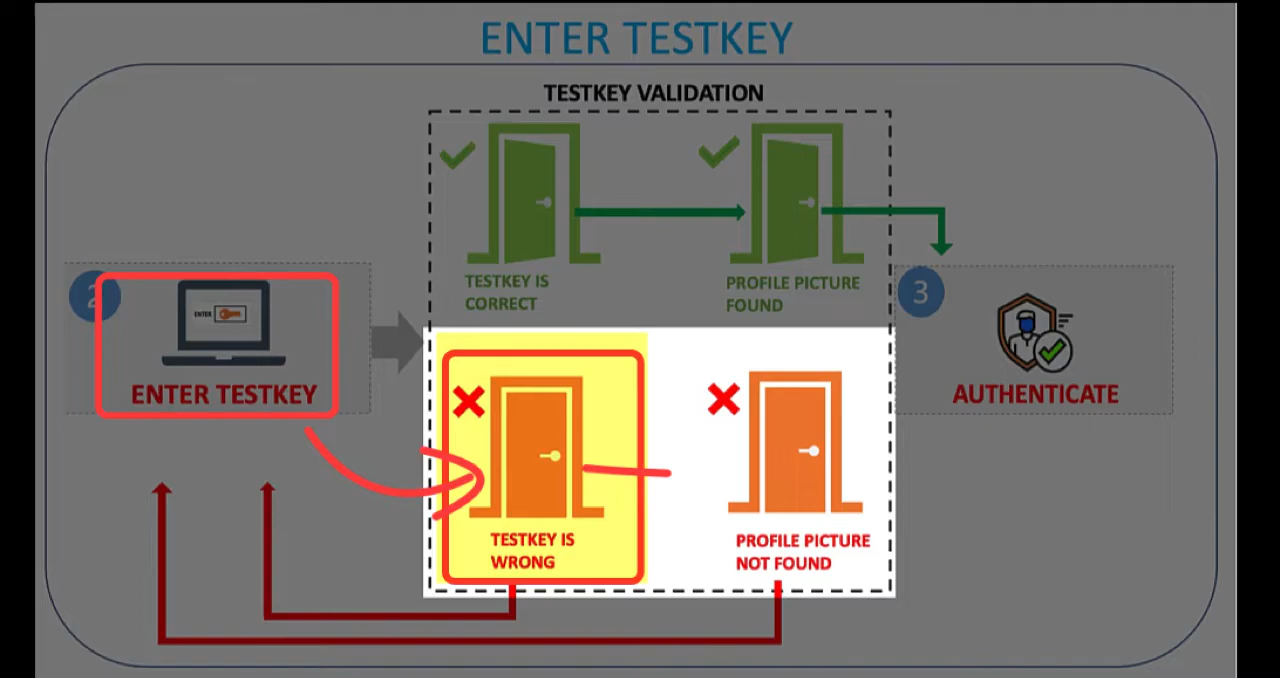 ENTER TESTKEY
TESTKEY VALIDATION
TESTKEY IS
CORRECT
PROFILE PICTURE
FOUND
2
ENTER
ENTER TESTKEY
3
AUTHENTICATE
TESTKEY IS
WRONG
PROFILE PICTURE
NOT FOUND